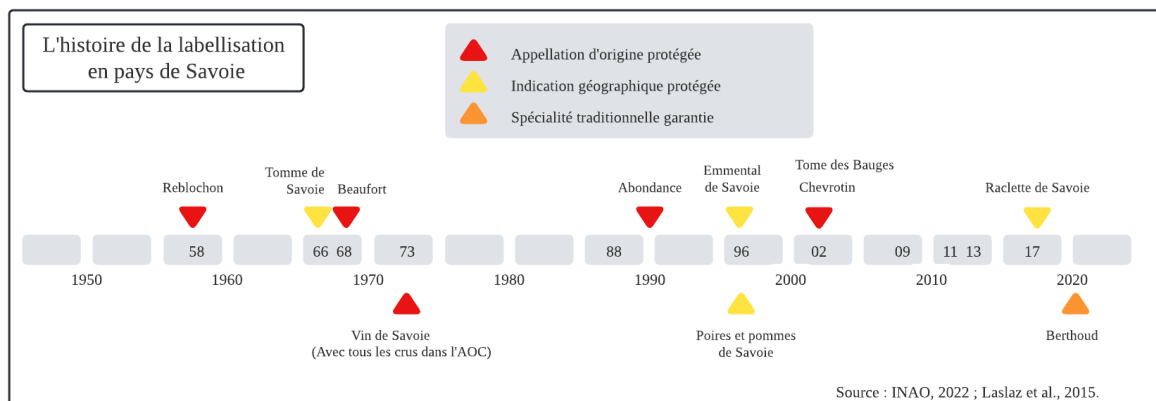 L'histoire de la labellisation
en pays de Savoie
Appellation d'origine protégée
Indication géographique protégée
Spécialité traditionnelle garantie
Reblochon
Tomme de
Savoie
Beaufort
Abondance
Emmental
de Savoie
Tome des Bauges
Chevrotin
Raclette de Savoie
58
66
68
73
88
96
02
09
11
13
17
1950
1960
1970
1980
1990
2000
2010
2020
Vin de Savoie
(Avec tous les crus dans l'AOC)
Poires et pommes
de Savoie
Berthoud
Source : INAO, 2022 ; Laslaz et al., 2015.